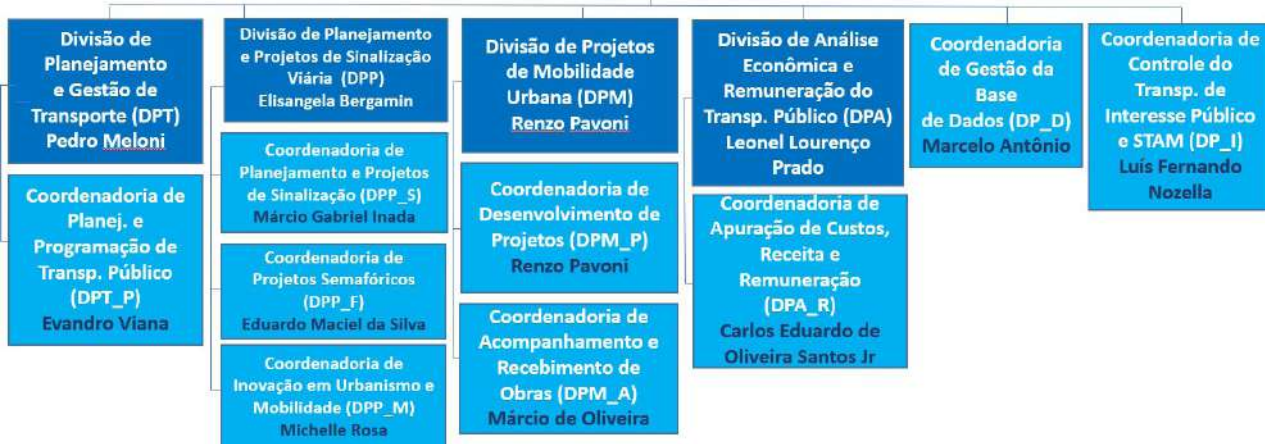 Divisão de
Planejamento
e Gestão de
Transporte (DPT)
Pedro Meloni
Coordenadoria de
Planej. e
Programação de
Transp. Público
(DPT_P)
Evandro Viana
Divisão de Planejamento
e Projetos de Sinalização
Viária (DPP)
Elisangela Bergamin
Coordenadoria de
Planejamento e Projetos
de Sinalização (DPP_S)
Márcio Gabriel Inada
Coordenadoria de
Projetos Semafóricos
(DPP_F)
Eduardo Maciel da Silva
Coordenadoria de
Inovação em Urbanismo e
Mobilidade (DPP_M)
Michelle Rosa
Divisão de Projetos
de Mobilidade
Urbana (DPM)
Renzo Pavoni
Coordenadoria de
Desenvolvimento de
Projetos (DPM_P)
Renzo Pavoni
Coordenadoria de
Acompanhamento e
Recebimento de
Obras (DPM_A)
Márcio de Oliveira
Divisão de Análise
Econômica e
Remuneração do
Transp. Público (DPA)
Leonel Lourenço
Prado
Coordenadoria de
Apuração de Custos,
Receita e
Remuneração
(DPA_R)
Carlos Eduardo de
Oliveira Santos Jr
Coordenadoria
de Gestão da
Base
de Dados (DP_D)
Marcelo Antônio
Coordenadoria de
Controle do
Transp. de
Interesse Público
e STAM (DP_I)
Luís Fernando
Nozella